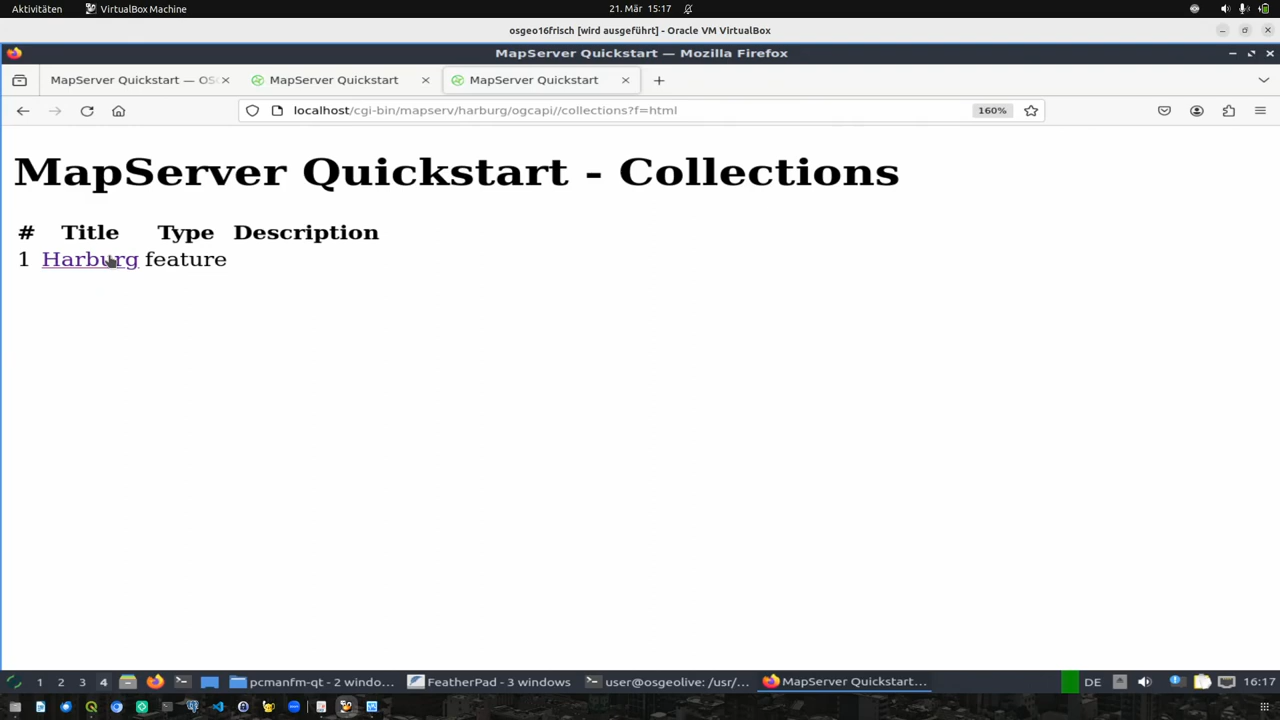 Aktivitäten
VirtualBox Machine
21. Mär 15:17
osgeo16frisch [wird ausgeführt] - Oracle VM VirtualBox
MapServer Quickstart — Mozilla Firefox
MapServer Quickstart — OSG
MapServer Quickstart
MapServer Quickstart
localhost/cgi-bin/mapserv/harburg/ogcapi//collections?f=html
160%
MapServer Quickstart - Collections
# Title Type Description
1 Harburg feature
1 2 3 4
pcmanfm-qt - 2 windo...
FeatherPad - 3 windows
user@osgeolive: /usr/...
MapServer Quickstart...
DE
16:17